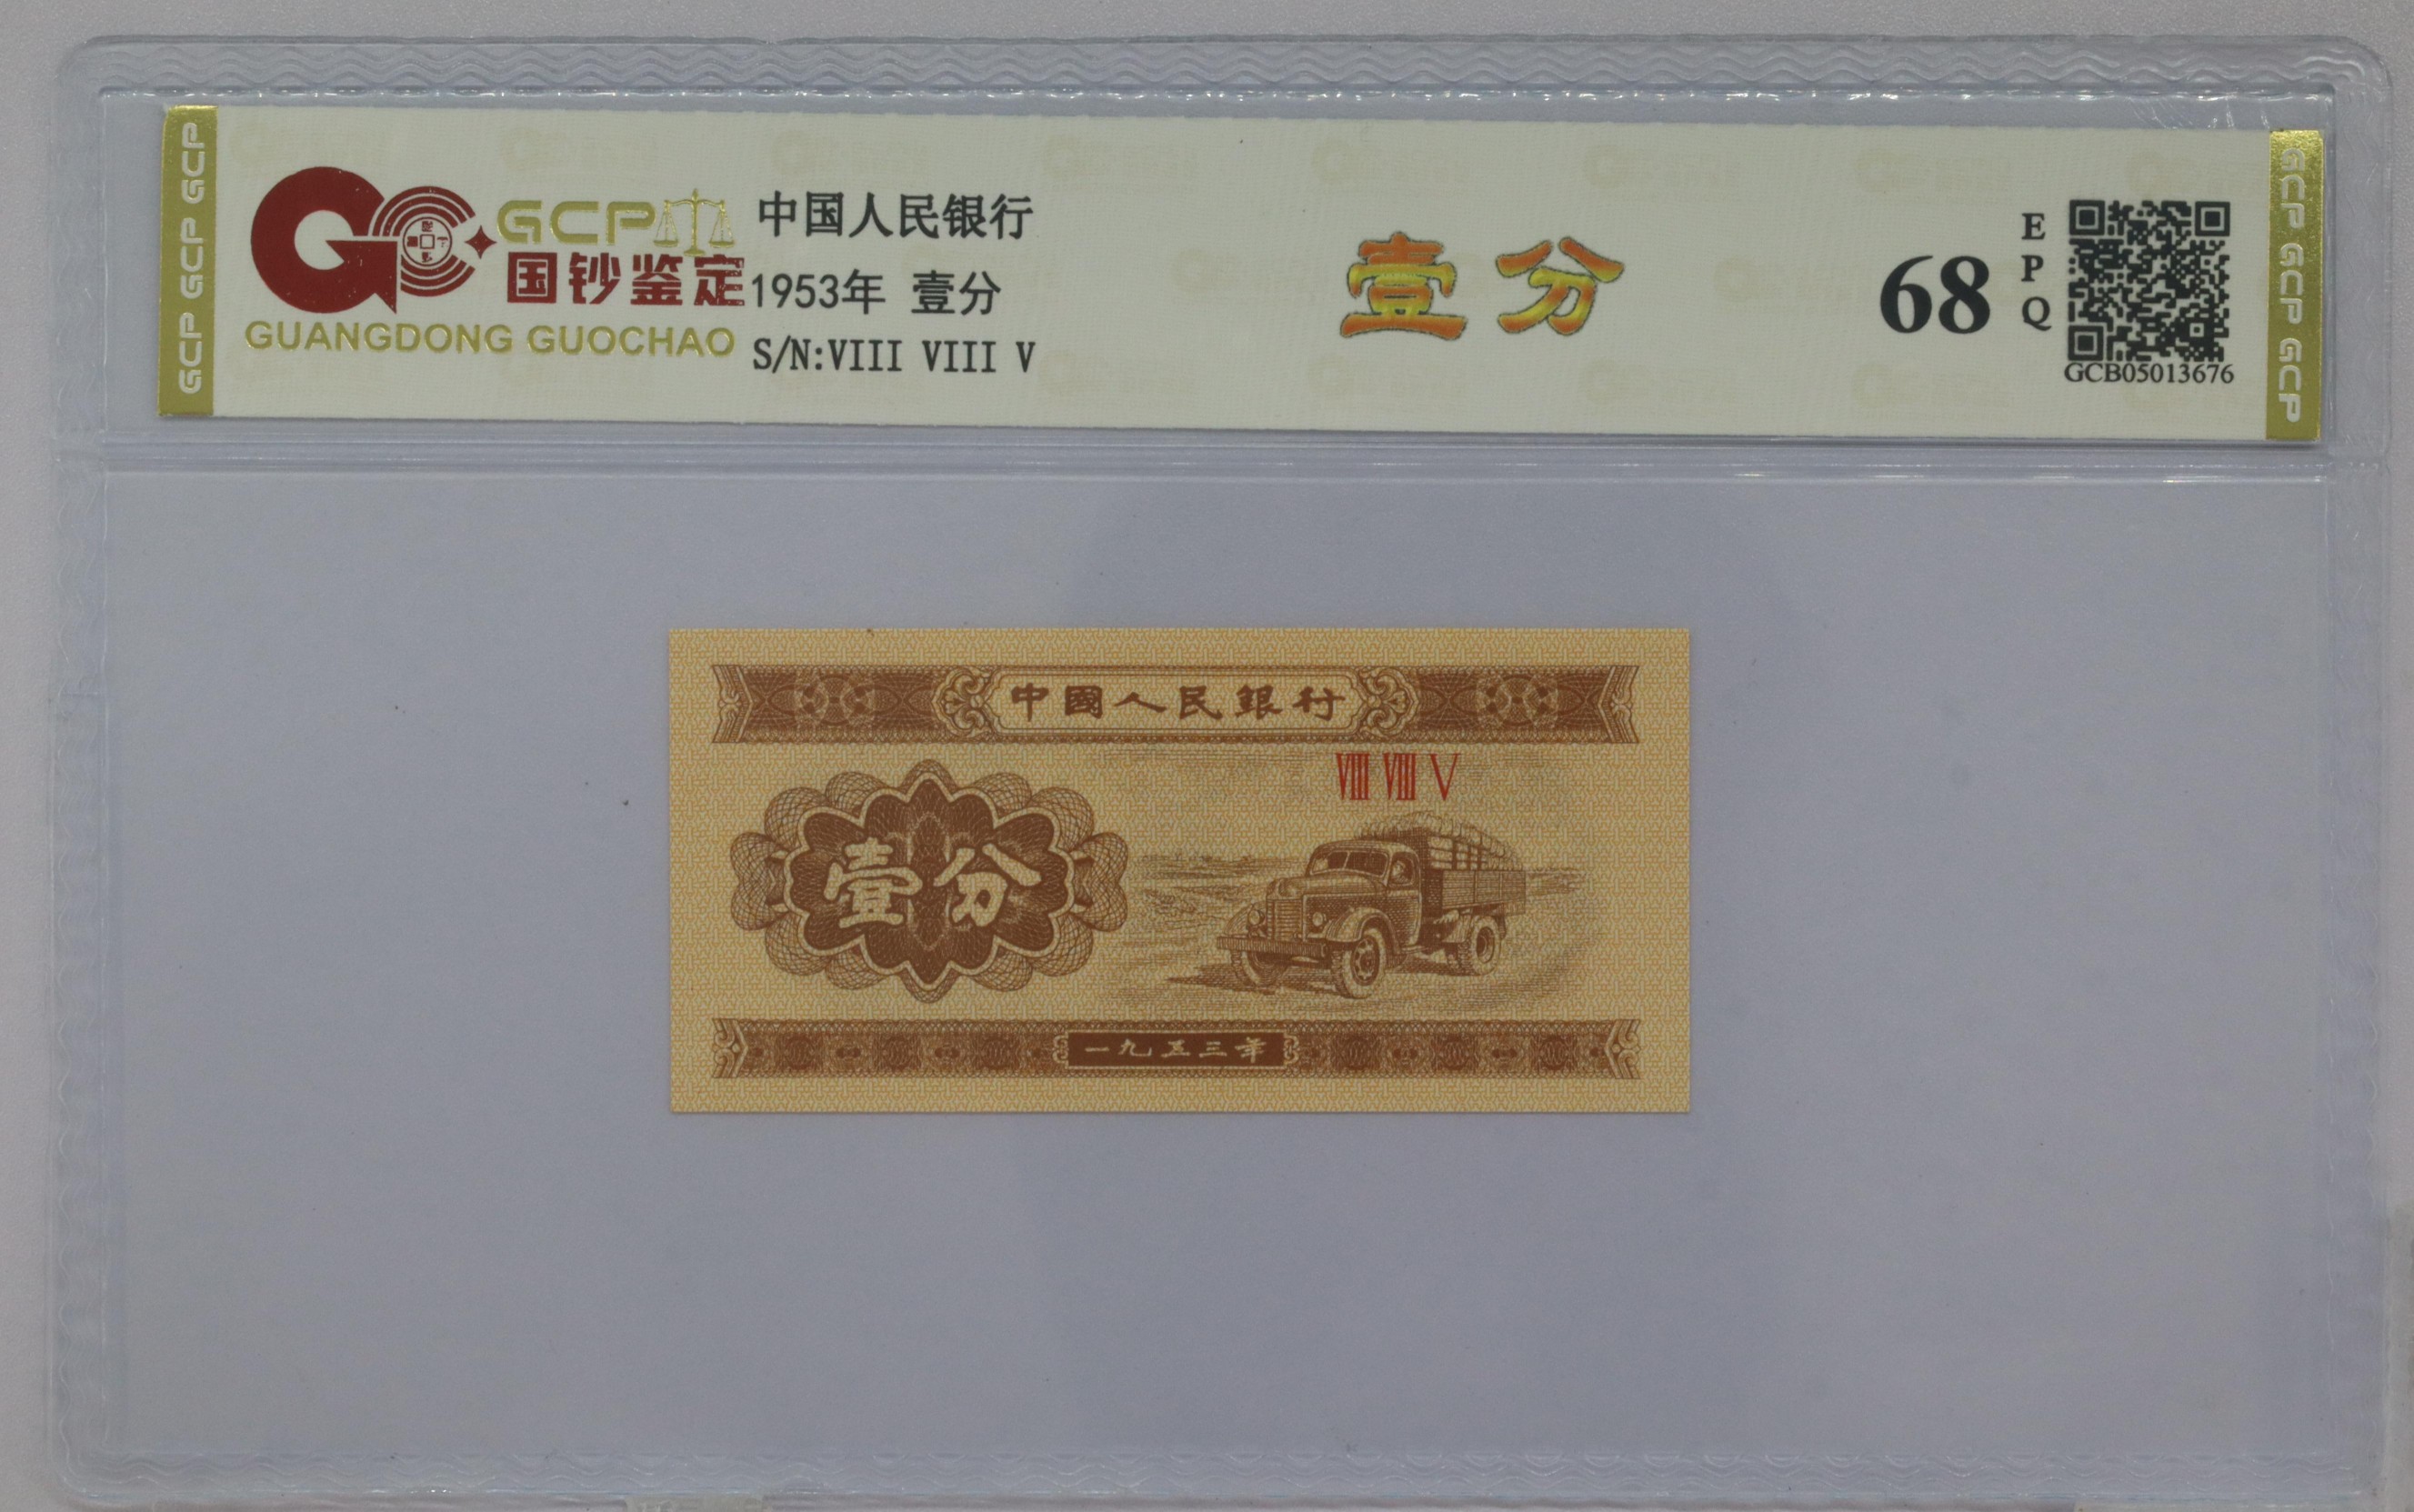 GCP GCP GCP
GCP
国钞鉴定
GUANGDONG GUOCHAO
中国人民银行
1953年 壹分
S/N:VIII VIII V
壹分
68
E
P
Q
GCB05013676
GCP GCP GCP
中國人民銀行
VIII VIII V
壹分
一九五三年